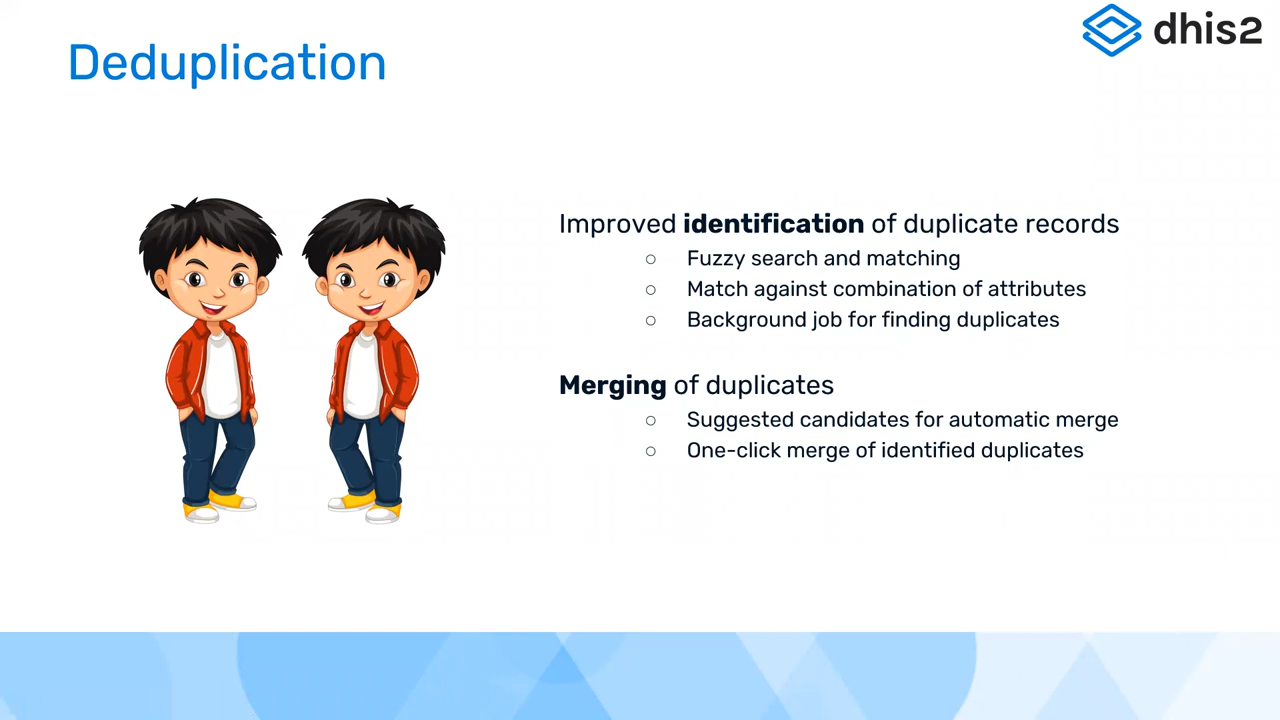 dhis2
Deduplication
Improved identification of duplicate records
○ Fuzzy search and matching
○ Match against combination of attributes
○ Background job for finding duplicates
Merging of duplicates
○ Suggested candidates for automatic merge
○ One-click merge of identified duplicates